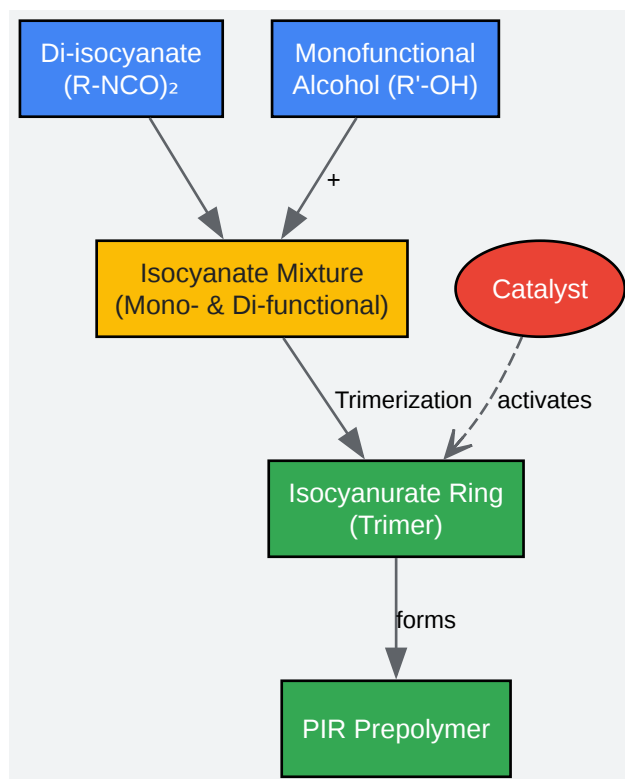 Di-isocyanate
(R-NCO)₂
Monofunctional
Alcohol (R'-OH)
+
Isocyanate Mixture
(Mono- & Di-functional)
Catalyst
Trimerization
activates
Isocyanurate Ring
(Trimer)
forms
PIR Prepolymer